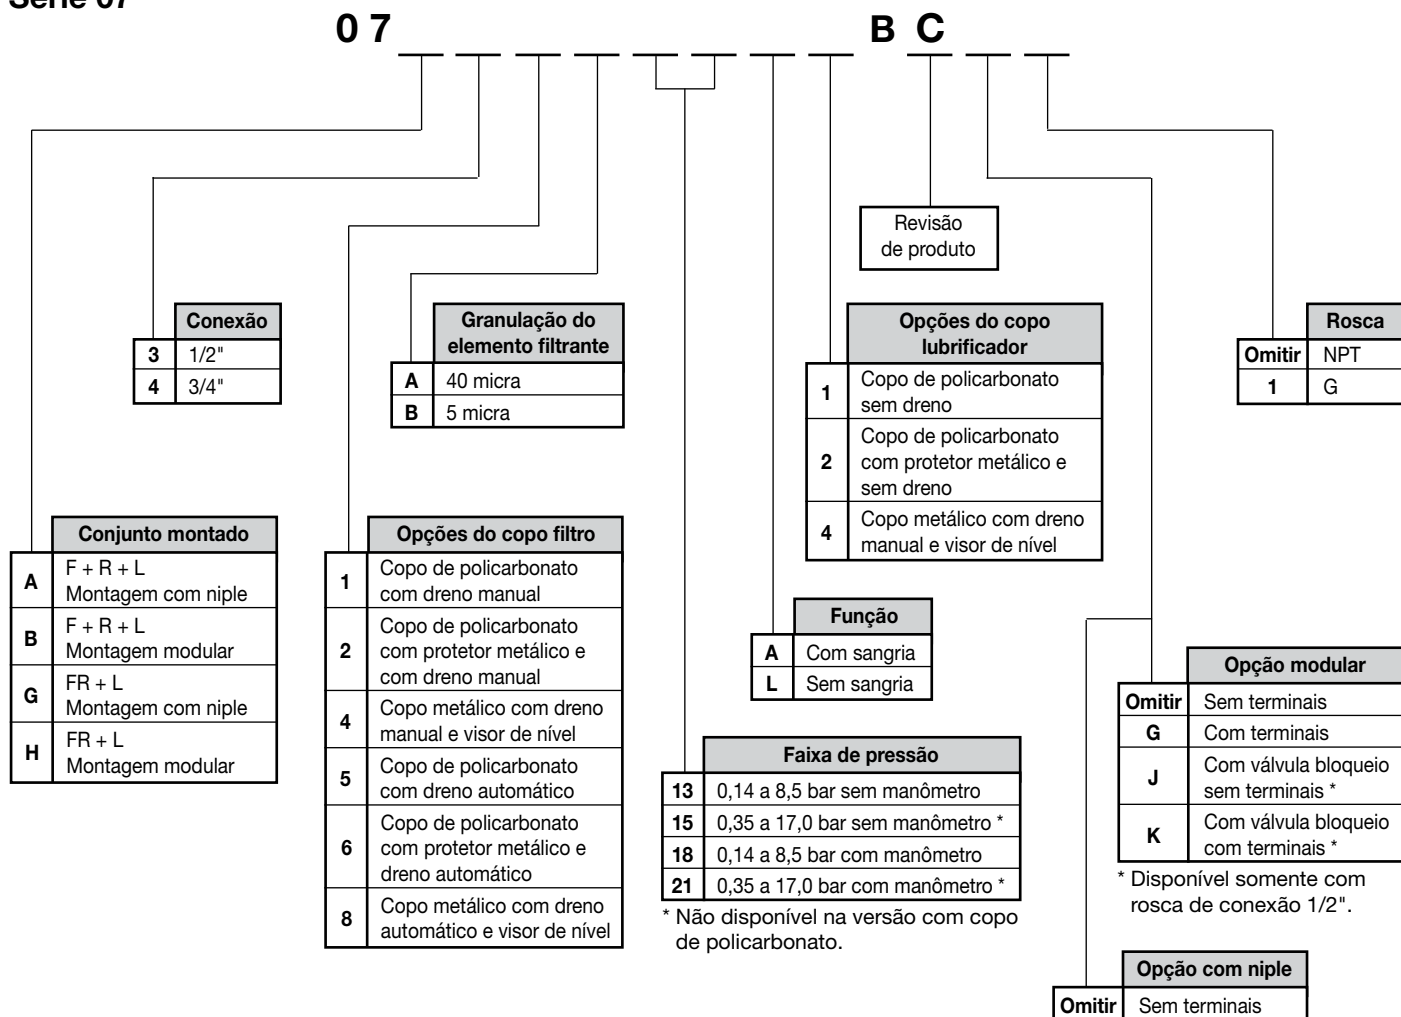 Série 07
0 7 B C
Revisão
de produto
Conexão
3 1/2"
4 3/4"
Granulação do
elemento filtrante
A 40 micra
B 5 micra
Opções do copo
lubrificador
1 Copo de policarbonato
sem dreno
2 Copo de policarbonato
com protetor metálico e
sem dreno
4 Copo metálico com dreno
manual e visor de nível
Rosca
Omitir NPT
1 G
Conjunto montado
A F + R + L
Montagem com niple
B F + R + L
Montagem modular
G FR + L
Montagem com niple
H FR + L
Montagem modular
Opções do copo filtro
1 Copo de policarbonato
com dreno manual
2 Copo de policarbonato
com protetor metálico e
com dreno manual
4 Copo metálico com dreno
manual e visor de nível
5 Copo de policarbonato
com dreno automático
6 Copo de policarbonato
com protetor metálico e
dreno automático
8 Copo metálico com dreno
automático e visor de nível
Função
A Com sangria
L Sem sangria
Faixa de pressão
13 0,14 a 8,5 bar sem manômetro
15 0,35 a 17,0 bar sem manômetro *
18 0,14 a 8,5 bar com manômetro
21 0,35 a 17,0 bar com manômetro *
* Não disponível na versão com copo
de policarbonato.
Opção modular
Omitir Sem terminais
G Com terminais
J Com válvula bloqueio
sem terminais *
K Com válvula bloqueio
com terminais *
* Disponível somente com
rosca de conexão 1/2".
Opção com niple
Omitir Sem terminais